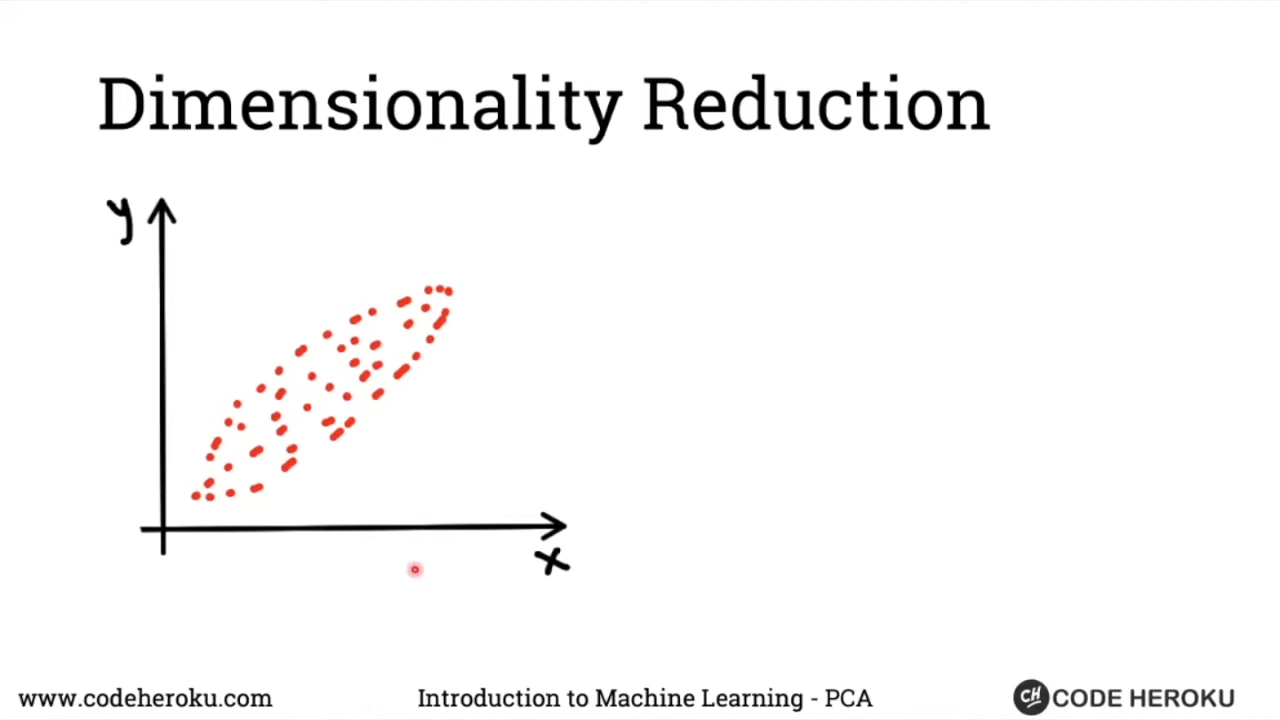 Dimensionality Reduction
y
x
www.codeheroku.com
Introduction to Machine Learning - PCA
CH CODE HEROKU